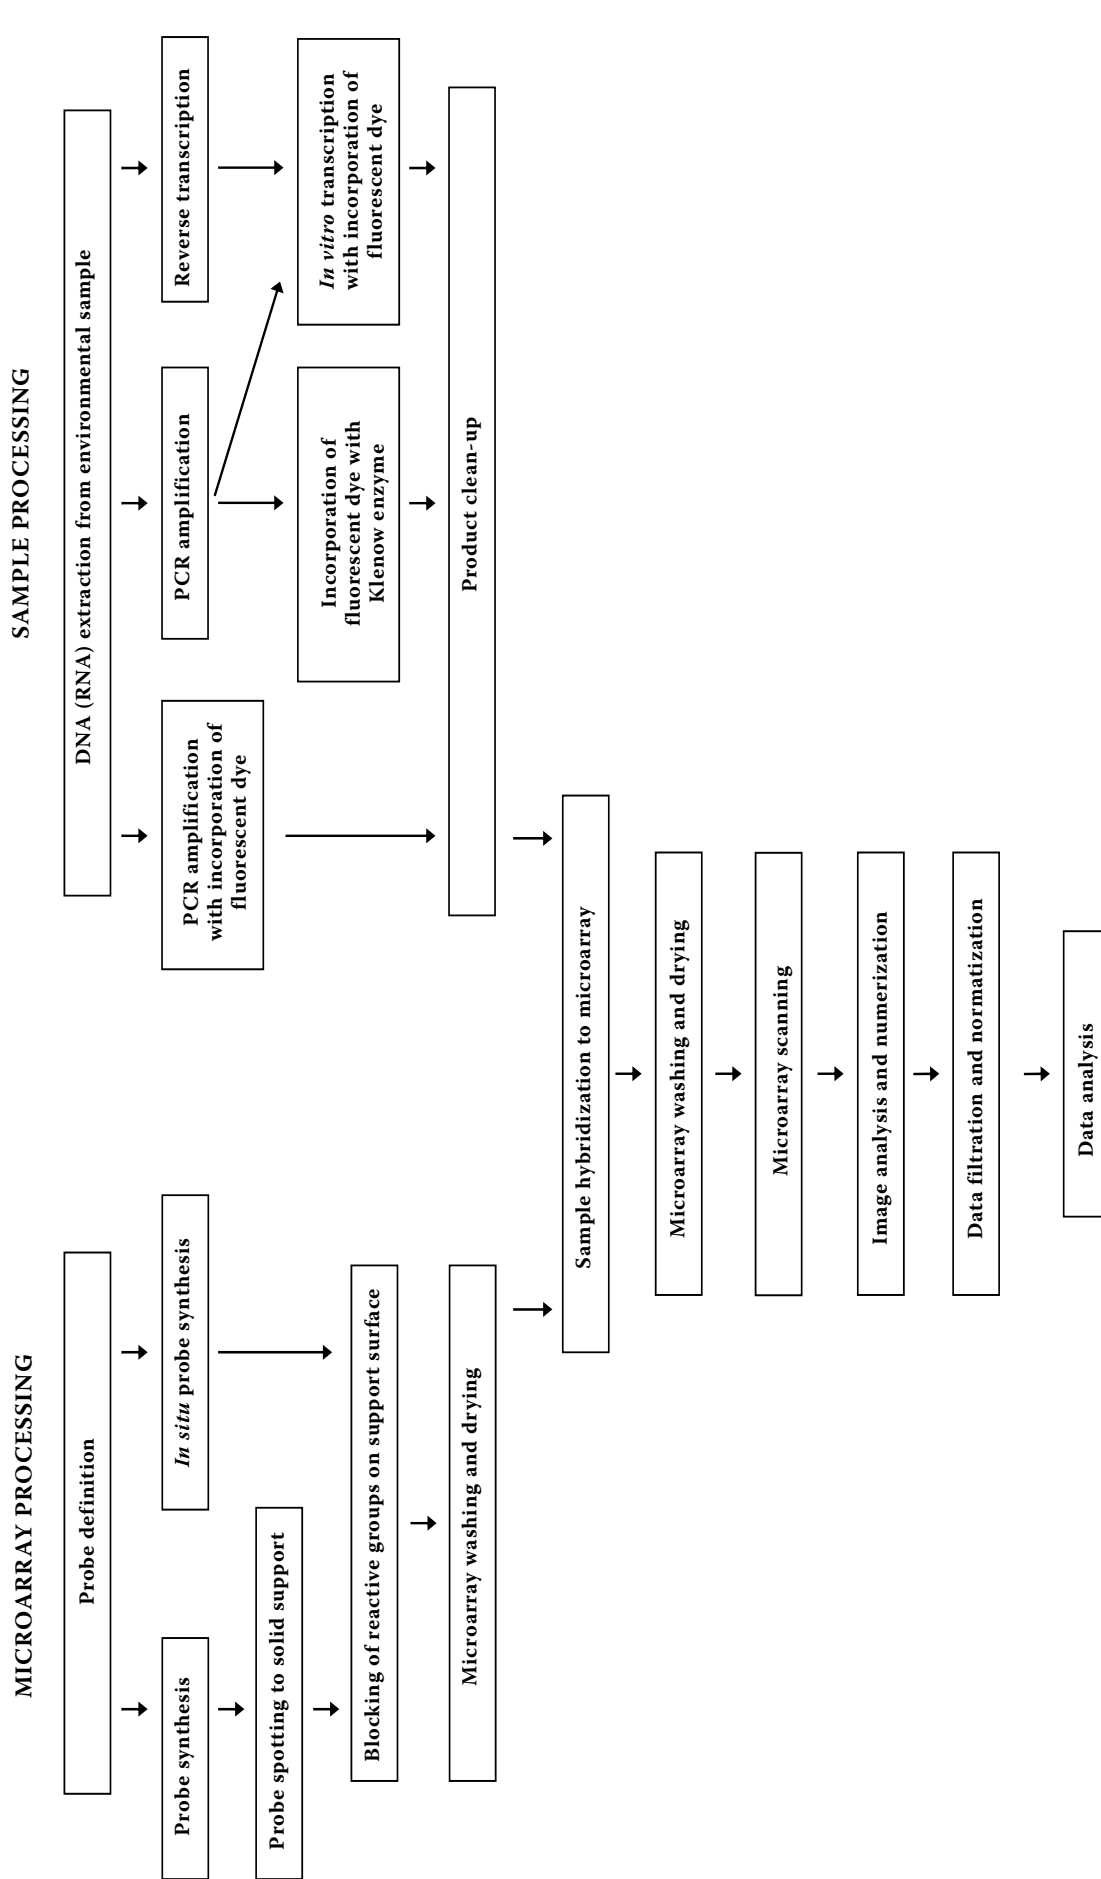 MICROARRAY PROCESSING
Probe definition
Probe synthesis
In situ probe synthesis
Probe spotting to solid support
Blocking of reactive groups on support surface
Microarray washing and drying
SAMPLE PROCESSING
DNA (RNA) extraction from environmental sample
PCR amplification
with incorporation of
fluorescent dye
PCR amplification
Reverse transcription
Incorporation of
fluorescent dye with
Klenow enzyme
In vitro transcription
with incorporation of
fluorescent dye
Product clean-up
Sample hybridization to microarray
Microarray washing and drying
Microarray scanning
Image analysis and numerization
Data filtration and normatization
Data analysis